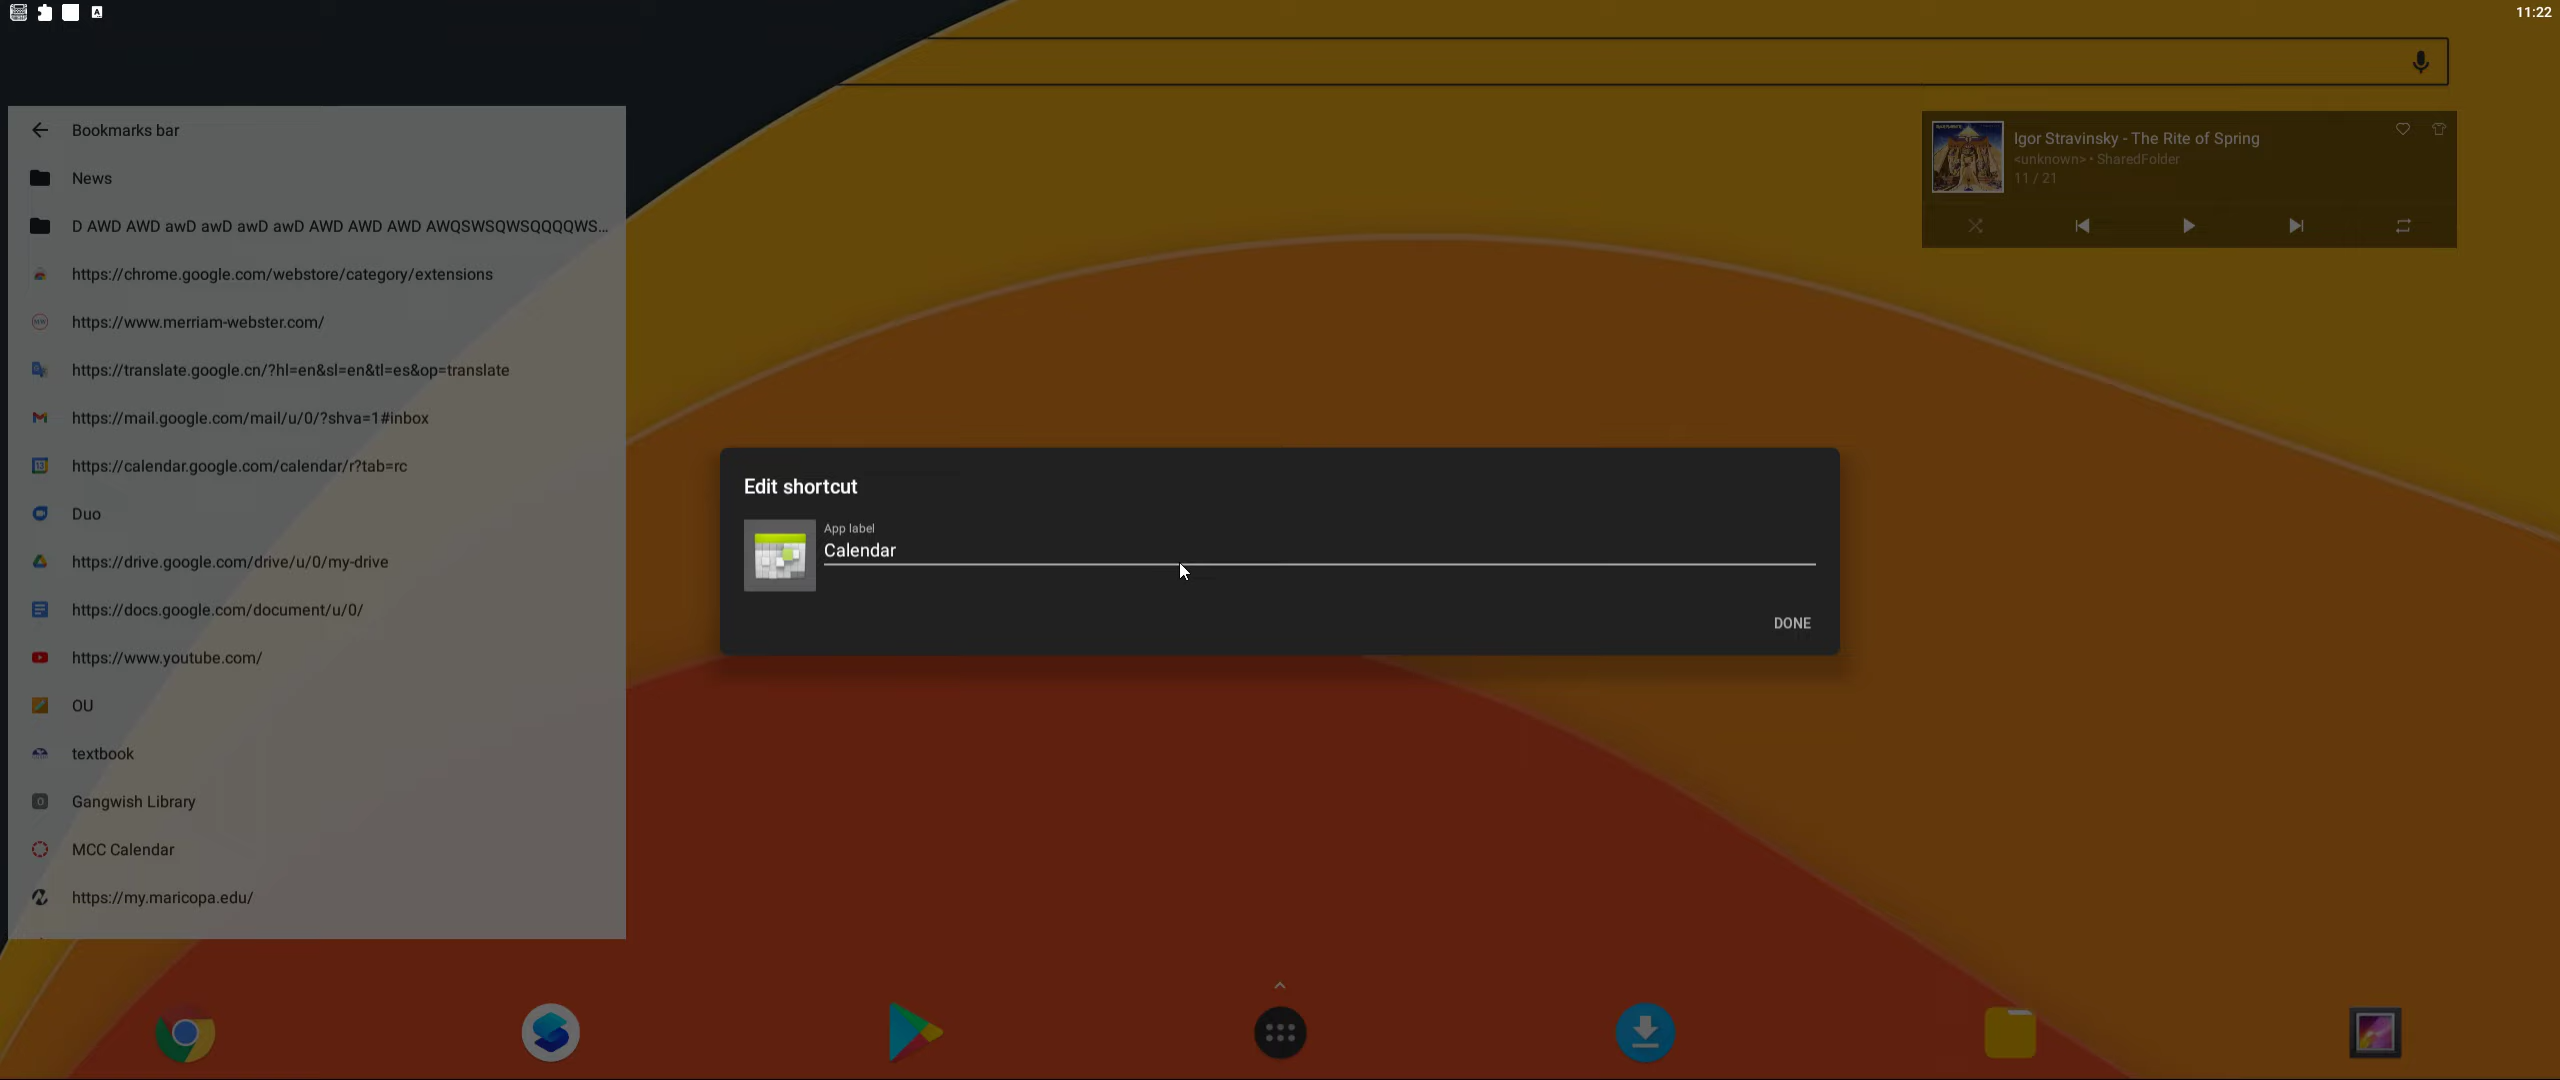 11:22
Bookmarks bar
News
D AWD AWD awD awD awD awD AWD AWD AWD AWQSWSQWSQQQQWS...
https://chrome.google.com/webstore/category/extensions
https://www.merriam-webster.com/
https://translate.google.cn/?hl=en&sl=en&tl=es&op=translate
https://mail.google.com/mail/u/0/?shva=1#inbox
https://calendar.google.com/calendar/r?tab=rc
Duo
https://drive.google.com/drive/u/0/my-drive
https://docs.google.com/document/u/0/
https://www.youtube.com/
OU
textbook
Gangwish Library
MCC Calendar
https://my.maricopa.edu/
Igor Stravinsky - The Rite of Spring
<unknown> • SharedFolder
11 / 21
Edit shortcut
App label
Calendar
DONE